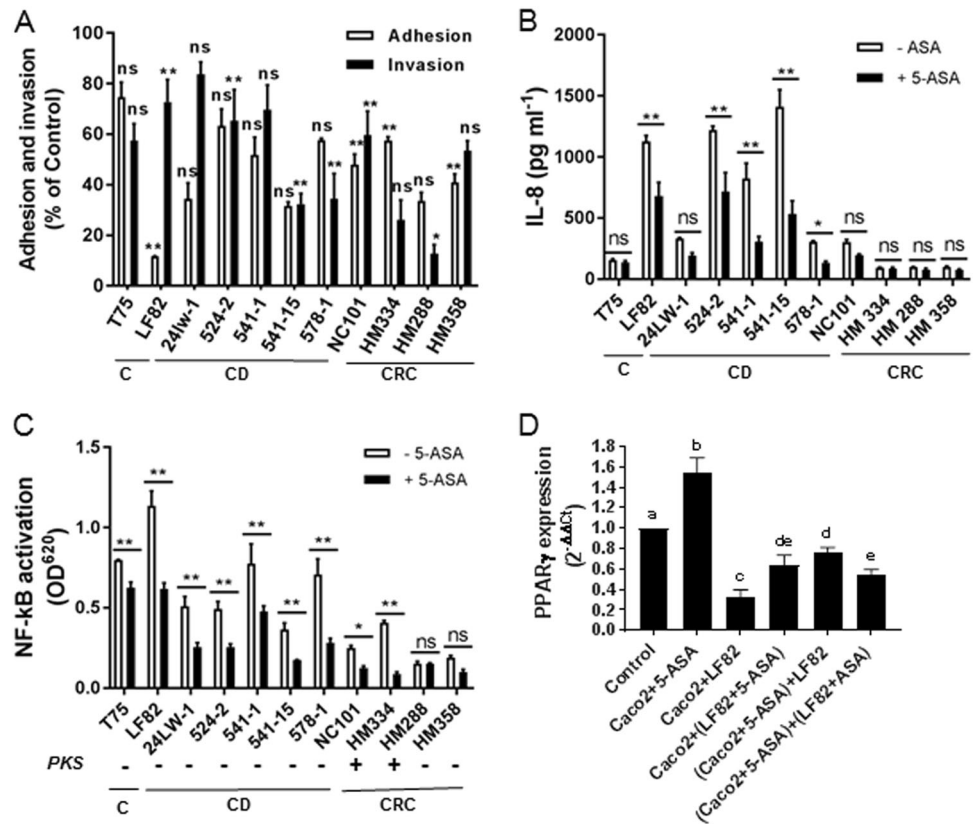 A
Adhesion and invasion
(% of Control)
100
80
60
40
20
0
Adhesion
Invasion
ns ns ** ** ns ns ns ** ns ns ns ** ns ** ** ** ** ns ns * ** ns
T75 LF82 24lw-1 524-2 541-1 541-15 578-1 NC101 HM334 HM288 HM358
C CD CRC
B
IL-8 (pg ml-1)
2000
1500
1000
500
0
- ASA
+ 5-ASA
ns ** ns ** ** ** * ns ns ns ns
T75 LF82 24LW-1 524-2 541-1 541-15 578-1 NC101 HM 334 HM 288 HM 358
C CD CRC
C
NF-kB activation
(OD620)
1.5
1.0
0.5
0.0
- 5-ASA
+ 5-ASA
** ** ** ** ** ** ** * ** ns ns
T75 LF82 24LW-1 524-2 541-1 541-15 578-1 NC101 HM334 HM288 HM358
PKS - - - - - - - + + - -
C CD CRC
D
PPARγ expression
(2-ΔΔCt)
1.8
1.6
1.4
1.2
1.0
0.8
0.6
0.4
0.2
0.0
a b c de d e
Control
Caco2+5-ASA
Caco2+LF82
Caco2+(LF82+5-ASA)
(Caco2+5-ASA)+LF82
(Caco2+5-ASA)+(LF82+ASA)